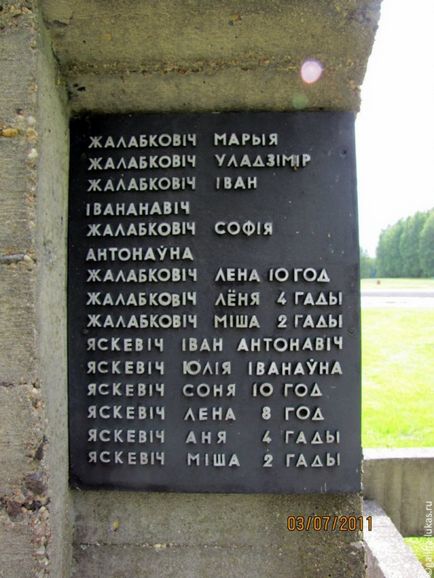 ЖАЛАБКОВІЧ МАРЫЯ
ЖАЛАБКОВІЧ УЛАДЗІМІР
ЖАЛАБКОВІЧ ІВАН
ІВАНАНАВІЧ
ЖАЛАБКОВІЧ СОФІЯ
АНТОНАЎНА
ЖАЛАБКОВІЧ ЛЕНА 10 ГОД
ЖАЛАБКОВІЧ ЛЁНЯ 4 ГАДЫ
ЖАЛАБКОВІЧ МІША 2 ГАДЫ
ЯСКЕВІЧ ІВАН АНТОНАВІЧ
ЯСКЕВІЧ ЮЛІЯ ІВАНАЎНА
ЯСКЕВІЧ СОНЯ 10 ГОД
ЯСКЕВІЧ ЛЕНА 8 ГОД
ЯСКЕВІЧ АНЯ 4 ГАДЫ
ЯСКЕВІЧ МІША 2 ГАДЫ
03/07/2011